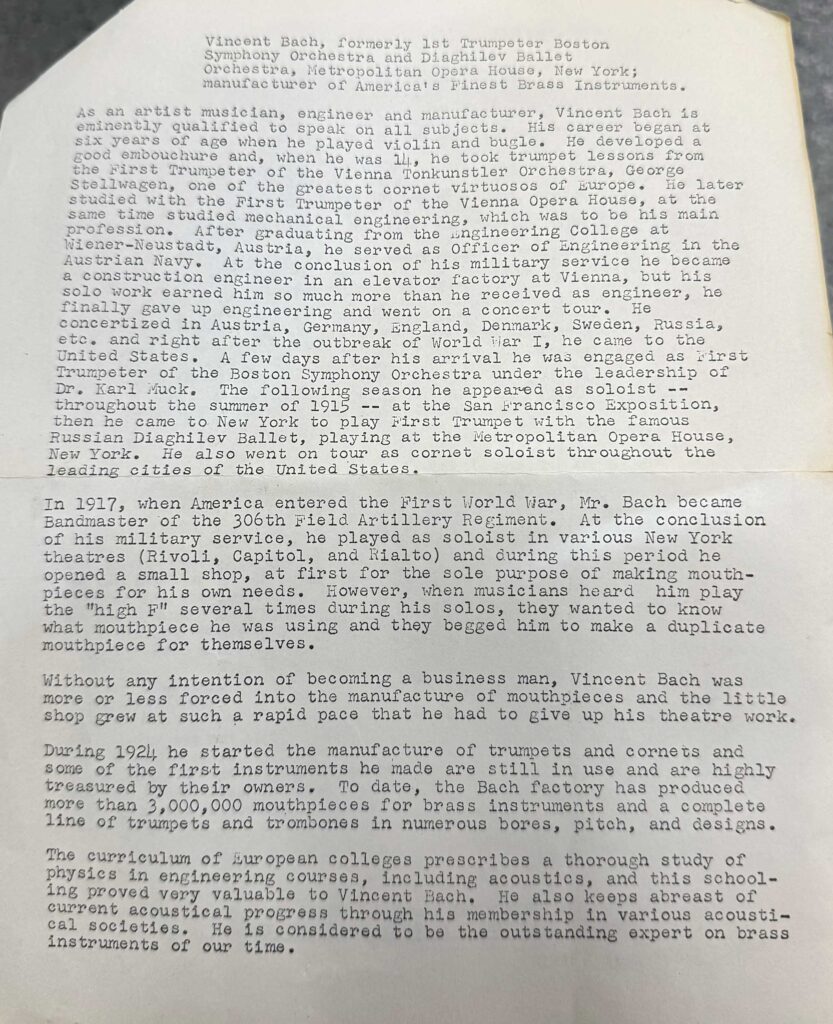 Vincent Bach, formerly 1st Trumpeter Boston
Symphony Orchestra and Diaghilev Ballet
Orchestra, Metropolitan Opera House, New York;
manufacturer of America's Finest Brass Instruments.
As an artist musician, engineer and manufacturer, Vincent Bach is
eminently qualified to speak on all subjects. His career began at
six years of age when he played violin and bugle. He developed a
good embouchure and, when he was 14, he took trumpet lessons from
the First Trumpeter of the Vienna Tonkunstler Orchestra, George
Stellwagen, one of the greatest cornet virtuosos of Europe. He later
studied with the First Trumpeter of the Vienna Opera House, at the
same time studied mechanical engineering, which was to be his main
profession. After graduating from the Engineering College at
Wiener-Neustadt, Austria, he served as Officer of Engineering in the
Austrian Navy. At the conclusion of his military service he became
a construction engineer in an elevator factory at Vienna, but his
solo work earned him so much more than he received as engineer, he
finally gave up engineering and went on a concert tour. He
concertized in Austria, Germany, England, Denmark, Sweden, Russia,
etc. and right after the outbreak of World War I, he came to the
United States. A few days after his arrival he was engaged as First
Trumpeter of the Boston Symphony Orchestra under the leadership of
Dr. Karl Muck. The following season he appeared as soloist --
throughout the summer of 1915 -- at the San Francisco Exposition,
then he came to New York to play First Trumpet with the famous
Russian Diaghilev Ballet, playing at the Metropolitan Opera House,
New York. He also went on tour as cornet soloist throughout the
leading cities of the United States.
In 1917, when America entered the First World War, Mr. Bach became
Bandmaster of the 306th Field Artillery Regiment. At the conclusion
of his military service, he played as soloist in various New York
theatres (Rivoli, Capitol, and Rialto) and during this period he
opened a small shop, at first for the sole purpose of making mouth-
pieces for his own needs. However, when musicians heard him play
the "high F" several times during his solos, they wanted to know
what mouthpiece he was using and they begged him to make a duplicate
mouthpiece for themselves.
Without any intention of becoming a business man, Vincent Bach was
more or less forced into the manufacture of mouthpieces and the little
shop grew at such a rapid pace that he had to give up his theatre work.
During 1924 he started the manufacture of trumpets and cornets and
some of the first instruments he made are still in use and are highly
treasured by their owners. To date, the Bach factory has produced
more than 3,000,000 mouthpieces for brass instruments and a complete
line of trumpets and trombones in numerous bores, pitch, and designs.
The curriculum of European colleges prescribes a thorough study of
physics in engineering courses, including acoustics, and this school-
ing proved very valuable to Vincent Bach. He also keeps abreast of
current acoustical progress through his membership in various acousti-
cal societies. He is considered to be the outstanding expert on brass
instruments of our time.